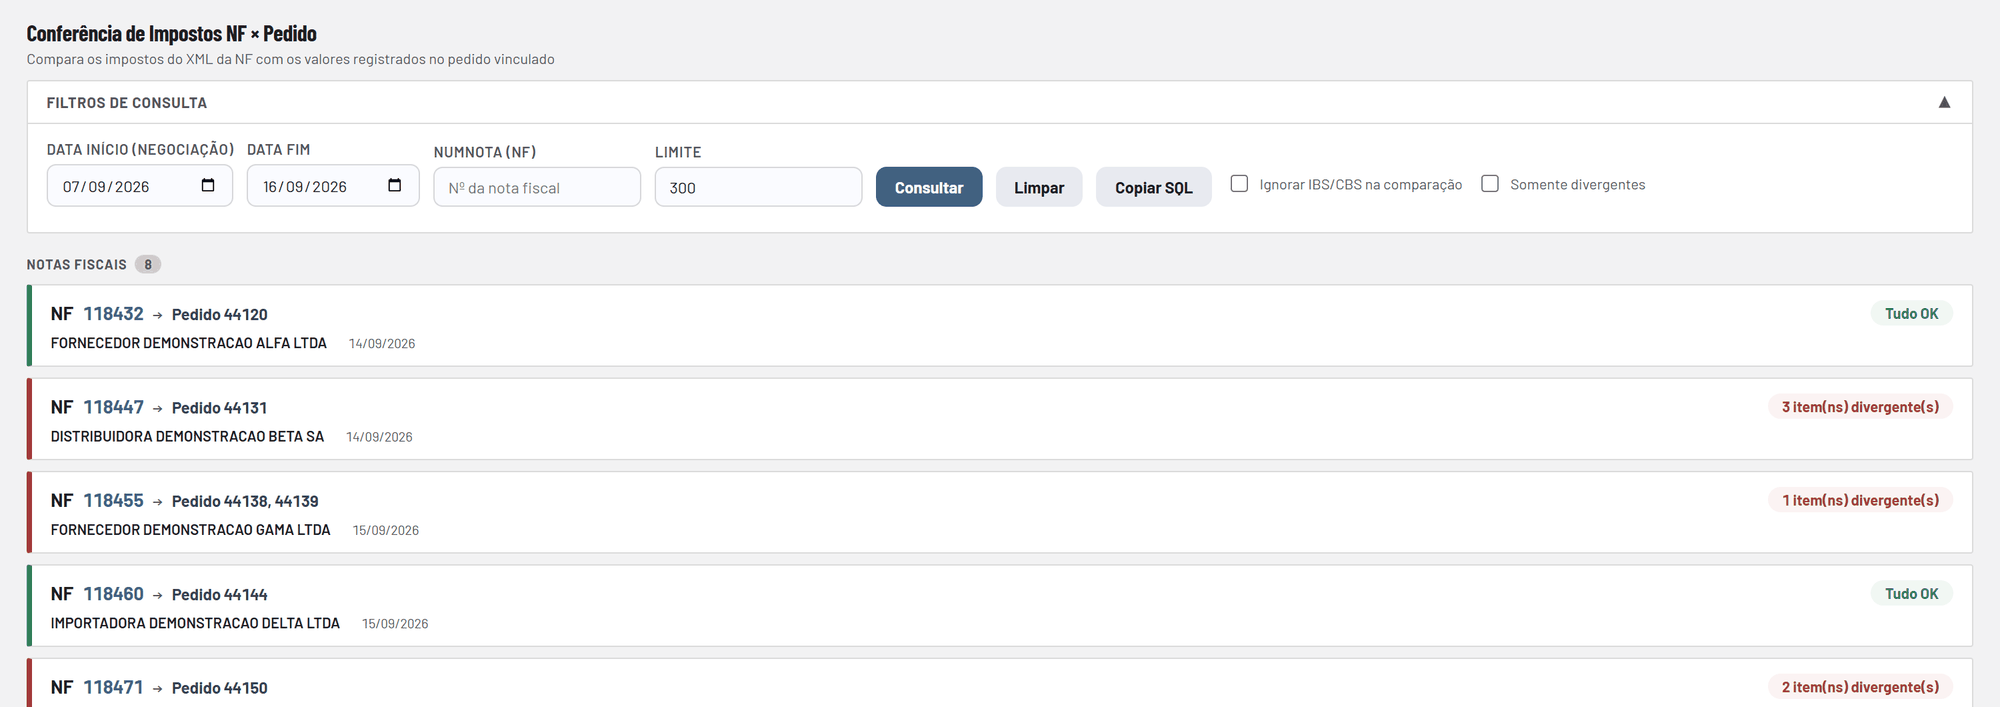 Conferência de Impostos NF × Pedido
Compara os impostos do XML da NF com os valores registrados no pedido vinculado
FILTROS DE CONSULTA ▲
DATA INÍCIO (NEGOCIAÇÃO) DATA FIM NUMNOTA (NF) LIMITE
07/09/2026 16/09/2026 Nº da nota fiscal 300 Consultar Limpar Copiar SQL Ignorar IBS/CBS na comparação Somente divergentes
NOTAS FISCAIS 8
NF 118432 → Pedido 44120 Tudo OK
FORNECEDOR DEMONSTRACAO ALFA LTDA 14/09/2026
NF 118447 → Pedido 44131 3 item(ns) divergente(s)
DISTRIBUIDORA DEMONSTRACAO BETA SA 14/09/2026
NF 118455 → Pedido 44138, 44139 1 item(ns) divergente(s)
FORNECEDOR DEMONSTRACAO GAMA LTDA 15/09/2026
NF 118460 → Pedido 44144 Tudo OK
IMPORTADORA DEMONSTRACAO DELTA LTDA 15/09/2026
NF 118471 → Pedido 44150 2 item(ns) divergente(s)